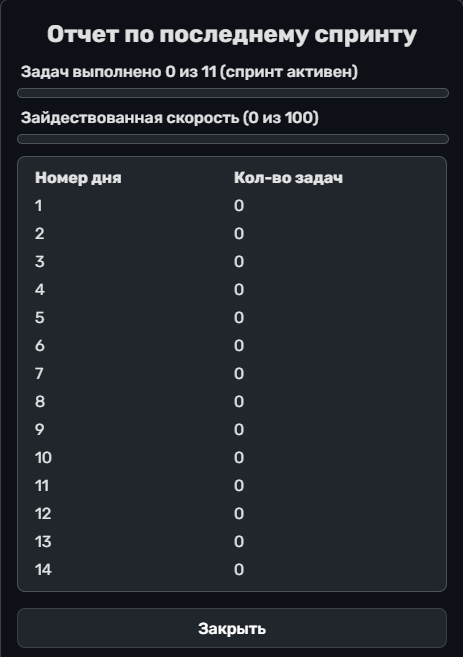 Отчет по последнему спринту
Задач выполнено 0 из 11 (спринт активен)
Зайдествованная скорость (0 из 100)
Номер дня Кол-во задач
1 0
2 0
3 0
4 0
5 0
6 0
7 0
8 0
9 0
10 0
11 0
12 0
13 0
14 0
Закрыть